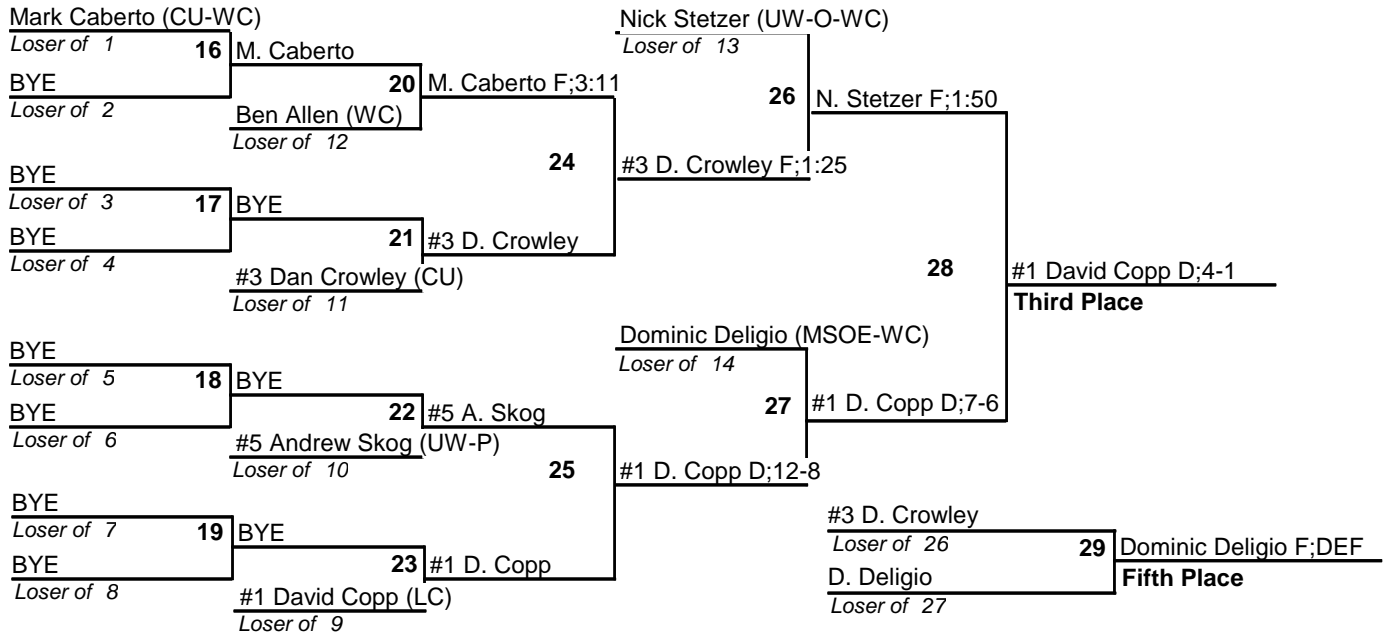 Mark Caberto (CU-WC)
Loser of 1
16
M. Caberto
BYE
Loser of 2
20
M. Caberto F;3:11
Ben Allen (WC)
Loser of 12
Nick Stetzer (UW-O-WC)
Loser of 13
26
N. Stetzer F;1:50
24
#3 D. Crowley F;1:25
BYE
Loser of 3
17
BYE
BYE
Loser of 4
21
#3 D. Crowley
#3 Dan Crowley (CU)
Loser of 11
28
#1 David Copp D;4-1
Third Place
BYE
Loser of 5
18
BYE
BYE
Loser of 6
22
#5 A. Skog
#5 Andrew Skog (UW-P)
Loser of 10
Dominic Deligio (MSOE-WC)
Loser of 14
27
#1 D. Copp D;7-6
25
#1 D. Copp D;12-8
BYE
Loser of 7
19
BYE
BYE
Loser of 8
23
#1 D. Copp
#1 David Copp (LC)
Loser of 9
#3 D. Crowley
Loser of 26
29
Dominic Deligio F;DEF
Fifth Place
D. Deligio
Loser of 27